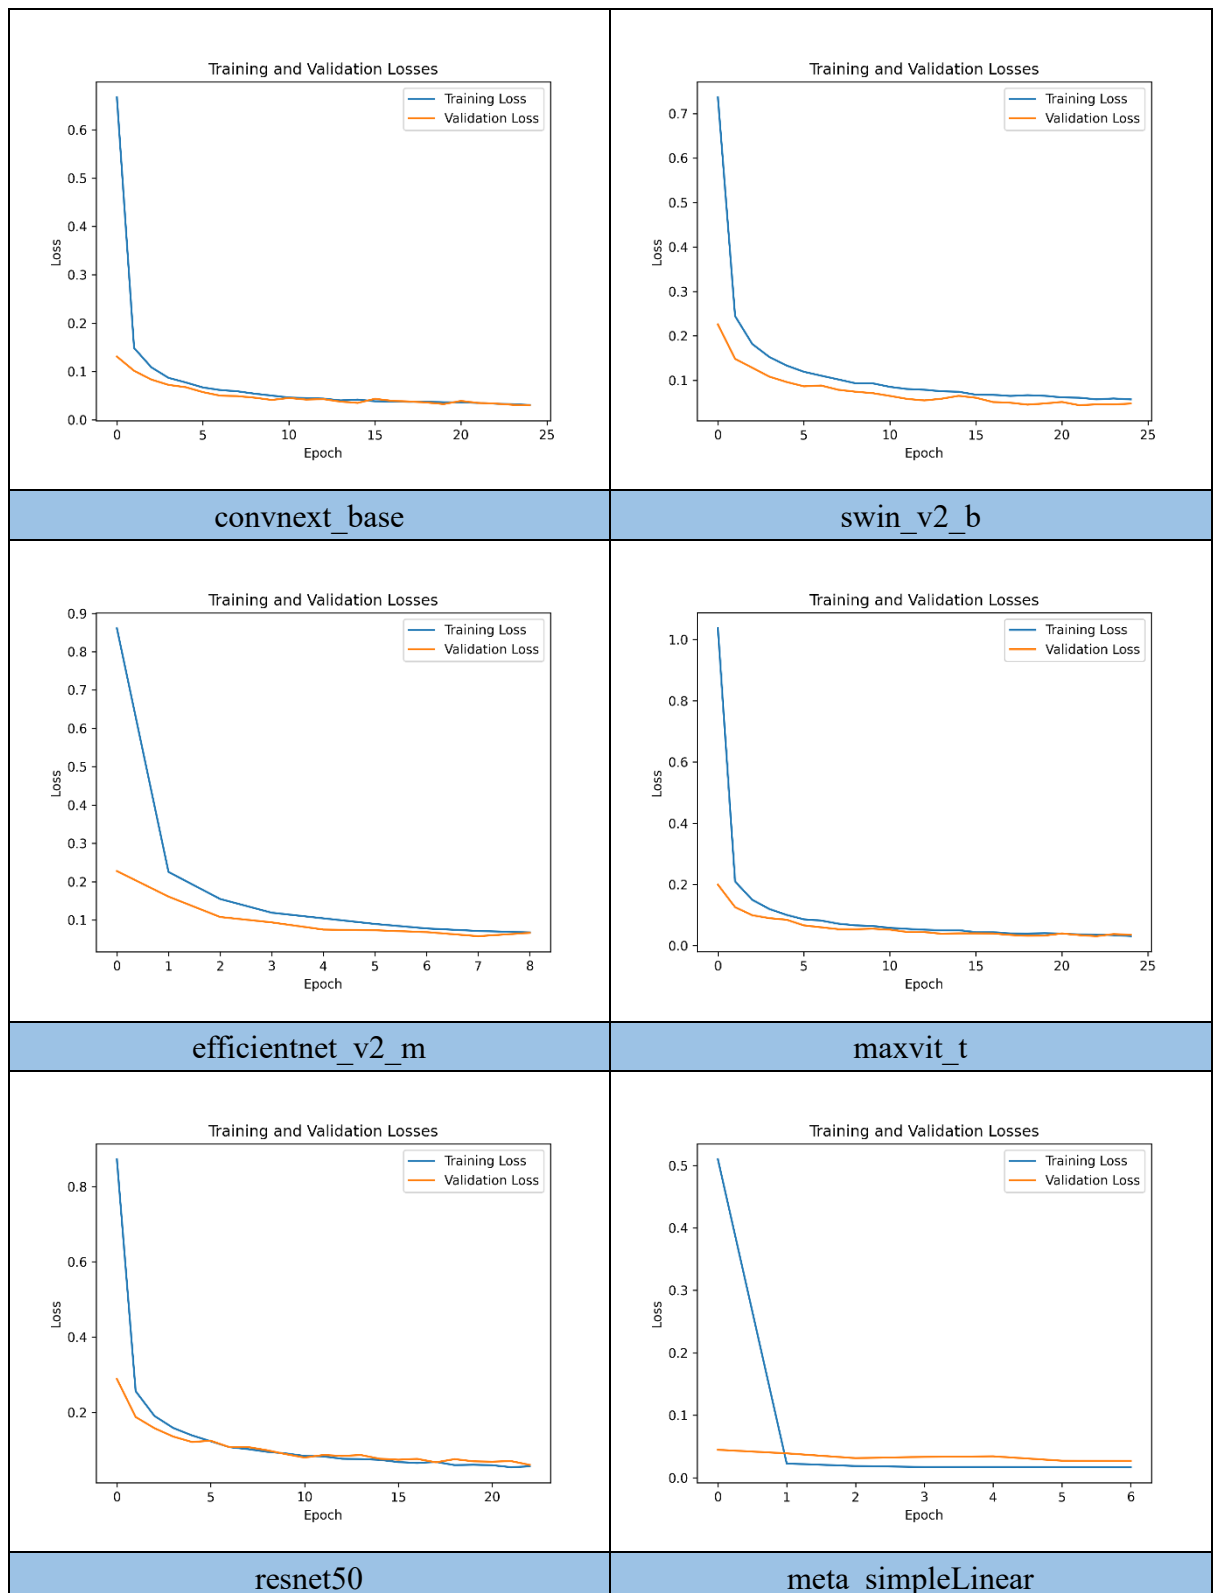 Training and Validation Losses
Training Loss
Validation Loss
0.6
0.5
0.4
0.3
0.2
0.1
0.0
Loss
0 5 10 15 20 25
Epoch
Training and Validation Losses
Training Loss
Validation Loss
0.7
0.6
0.5
0.4
0.3
0.2
0.1
Loss
0 5 10 15 20 25
Epoch
convnext_base
swin_v2_b
Training and Validation Losses
Training Loss
Validation Loss
0.9
0.8
0.7
0.6
0.5
0.4
0.3
0.2
0.1
Loss
0 1 2 3 4 5 6 7 8
Epoch
Training and Validation Losses
Training Loss
Validation Loss
1.0
0.8
0.6
0.4
0.2
0.0
Loss
0 5 10 15 20 25
Epoch
efficientnet_v2_m
maxvit_t
Training and Validation Losses
Training Loss
Validation Loss
0.8
0.6
0.4
0.2
Loss
0 5 10 15 20
Epoch
Training and Validation Losses
Training Loss
Validation Loss
0.5
0.4
0.3
0.2
0.1
0.0
Loss
0 1 2 3 4 5 6
Epoch
resnet50
meta_simpleLinear